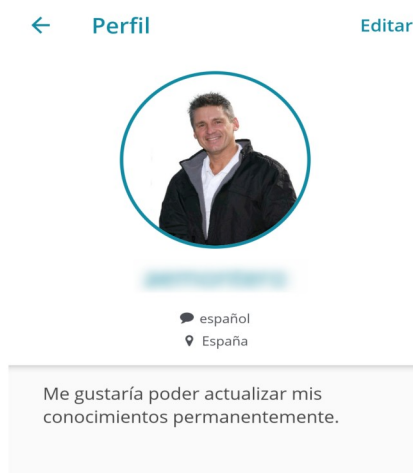 Perfil
Editar
español
España
Me gustaría poder actualizar mis
conocimientos permanentemente.